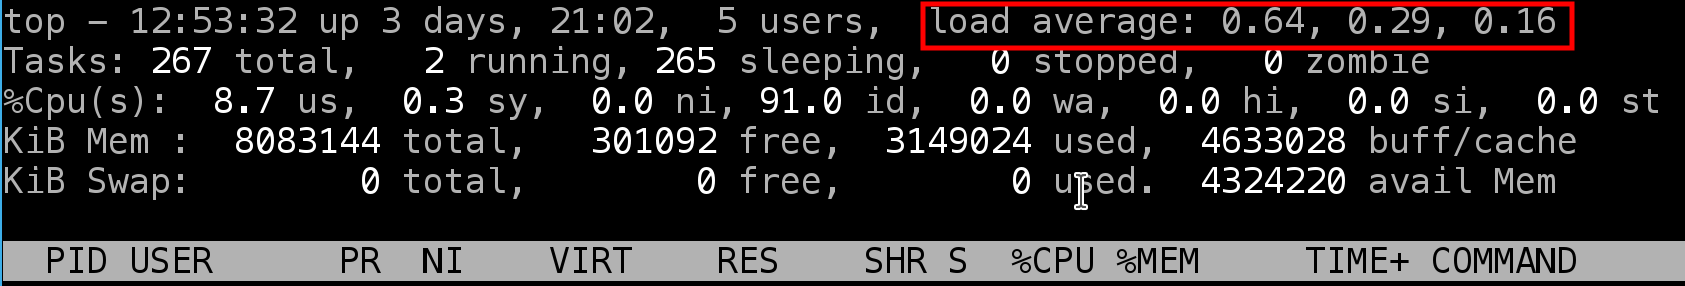 top - 12:53:32 up 3 days, 21:02,  5 users,  load average: 0.64, 0.29, 0.16
Tasks: 267 total,   2 running, 265 sleeping,   0 stopped,   0 zombie
%Cpu(s):  8.7 us,  0.3 sy,  0.0 ni, 91.0 id,  0.0 wa,  0.0 hi,  0.0 si,  0.0 st
KiB Mem :  8083144 total,   301092 free,  3149024 used,  4633028 buff/cache
KiB Swap:        0 total,        0 free,        0 used.  4324220 avail Mem
  PID USER      PR  NI    VIRT    RES    SHR S  %CPU %MEM     TIME+ COMMAND